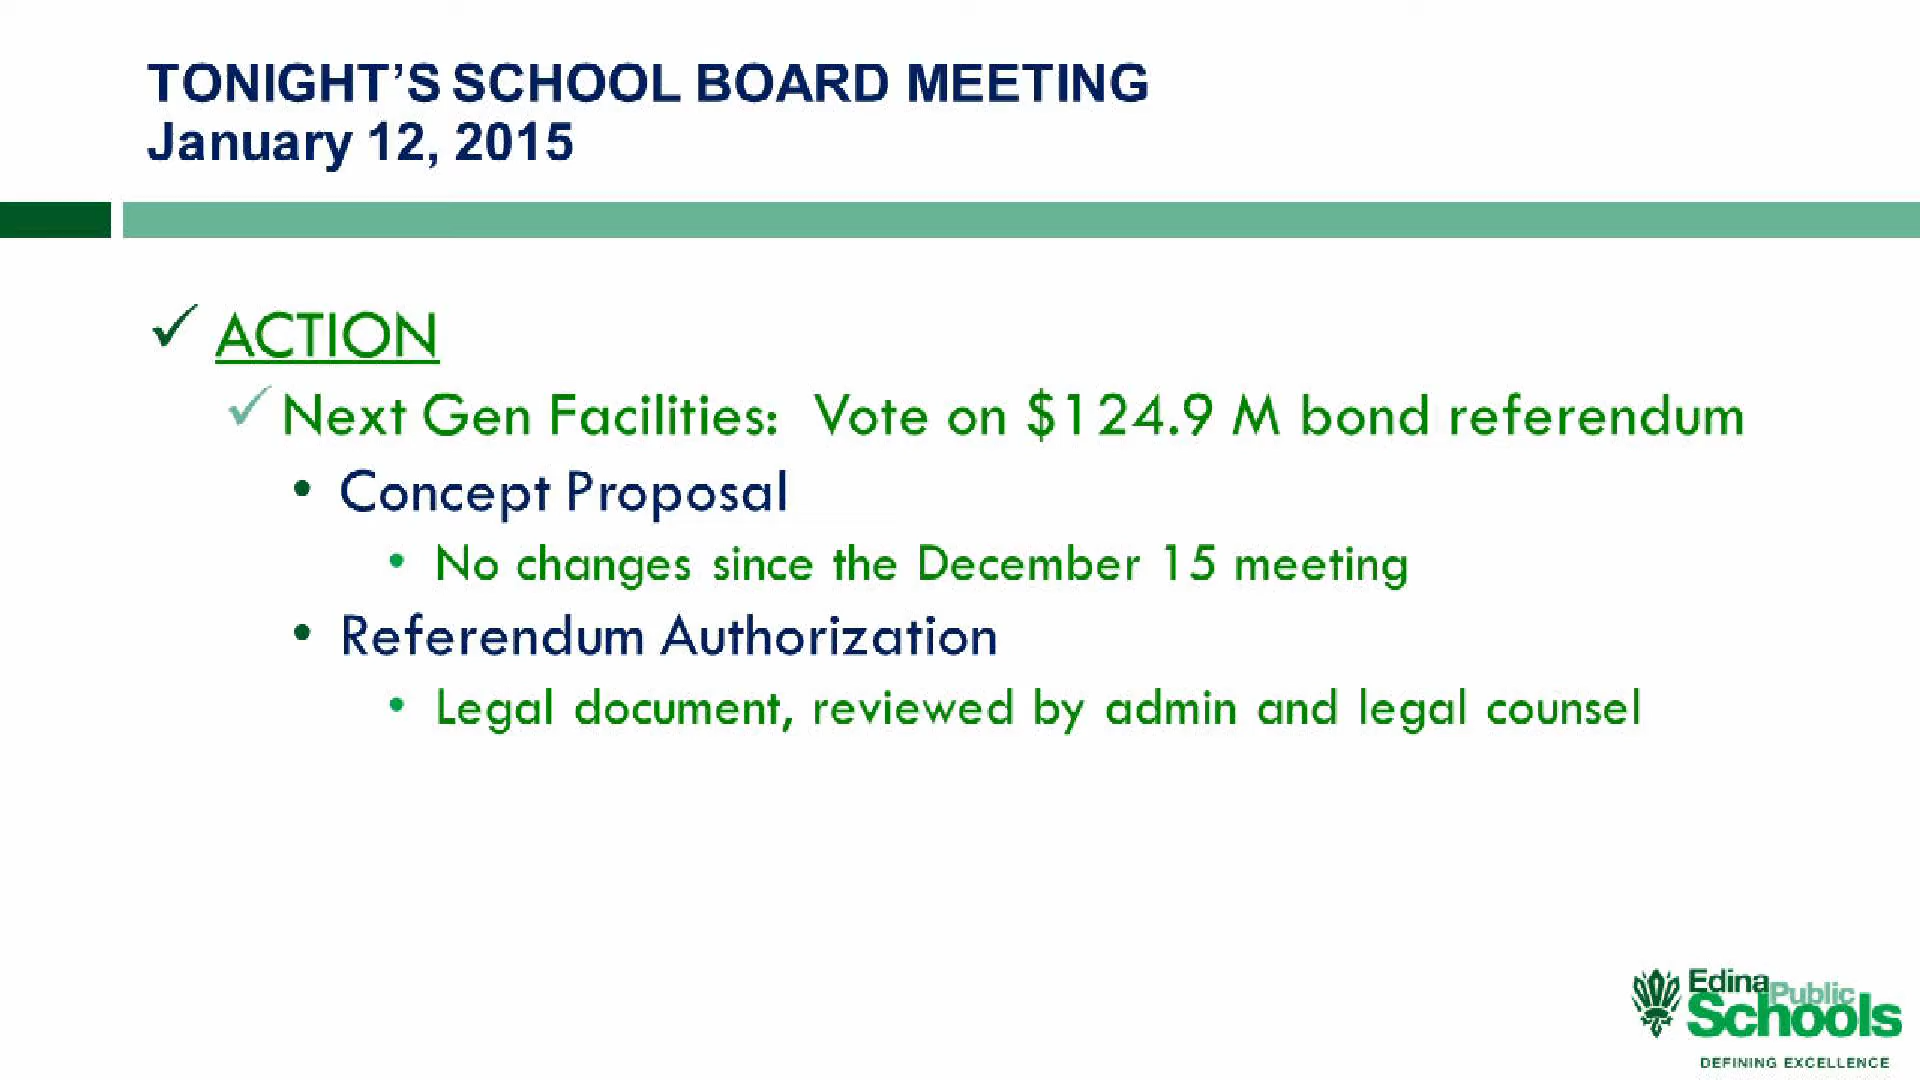 TONIGHT’S SCHOOL BOARD MEETING
January 12, 2015
✓ ACTION
✓ Next Gen Facilities: Vote on $124.9 M bond referendum
• Concept Proposal
• No changes since the December 15 meeting
• Referendum Authorization
• Legal document, reviewed by admin and legal counsel
Edina Public
Schools
DEFINING EXCELLENCE